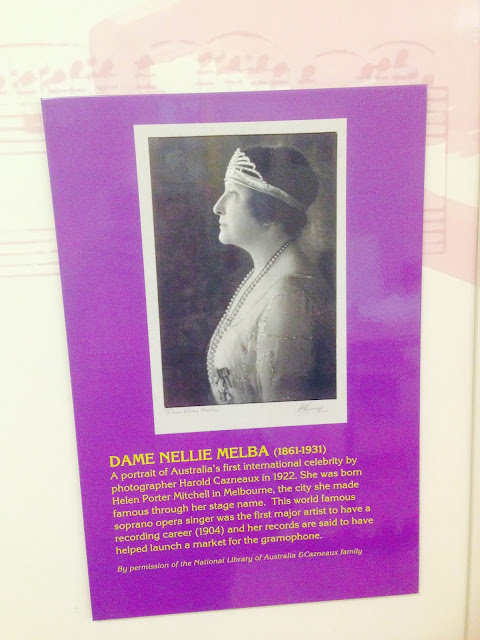 Dame Nellie Melba
DAME NELLIE MELBA (1861-1931)
A portrait of Australia's first international celebrity by
photographer Harold Cazneaux in 1922. She was born
Helen Porter Mitchell in Melbourne, the city she made
famous through her stage name. This world famous
soprano opera singer was the first major artist to have a
recording career (1904) and her records are said to have
helped launch a market for the gramophone.
By permission of the National Library of Australia &Cazneaux family